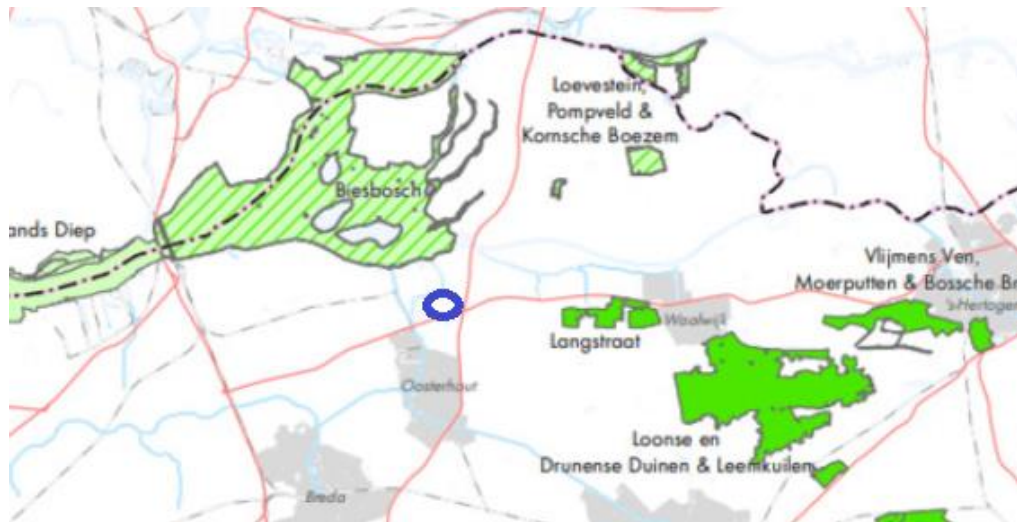 Loevestein,
Pompveld &
Kornsche Boezem
Biesbosch
ands Diep
Vlijmens Ven,
Moerputten & Bossche Br
's-Hertogen
Waalwijk
Langstraat
Oosterhout
Loonse en
Drunense Duinen & Leemkuilen
Breda